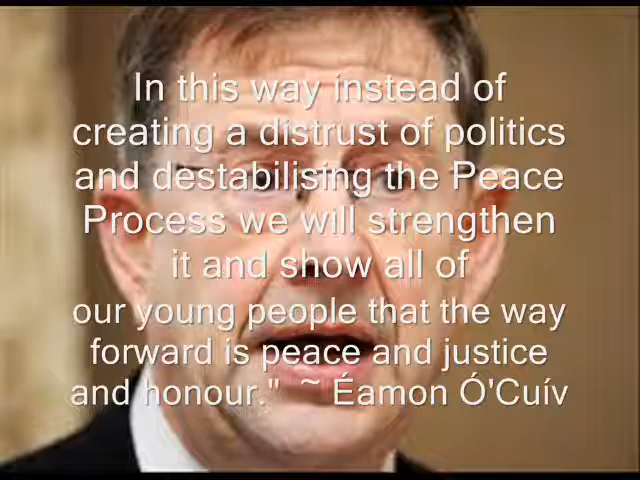 In this way instead of
creating a distrust of politics
and destabilising the Peace
Process we will strengthen
it and show all of
our young people that the way
forward is peace and justice
and honour."  ~  Éamon Ó'Cuív